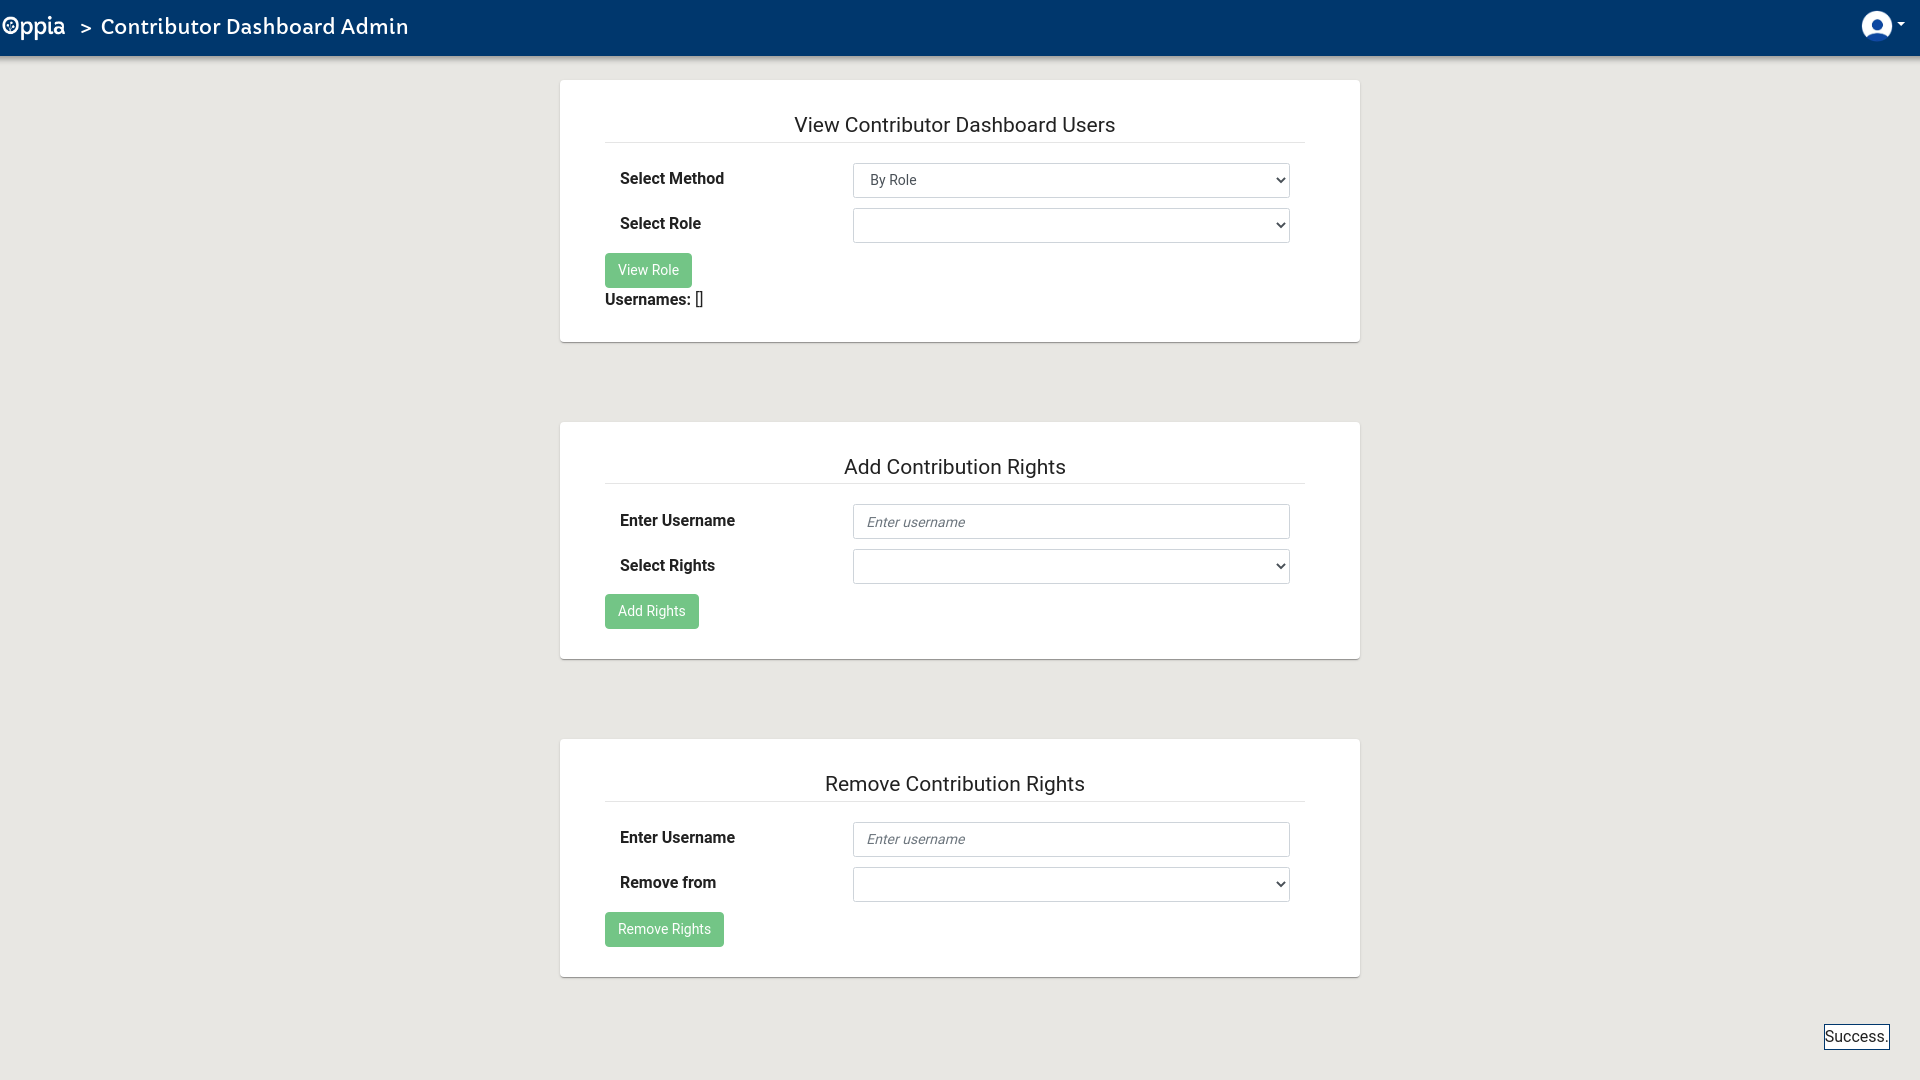 Oppia > Contributor Dashboard Admin
View Contributor Dashboard Users
Select Method By Role
Select Role
View Role
Usernames: []
Add Contribution Rights
Enter Username Enter username
Select Rights
Add Rights
Remove Contribution Rights
Enter Username Enter username
Remove from
Remove Rights
Success.